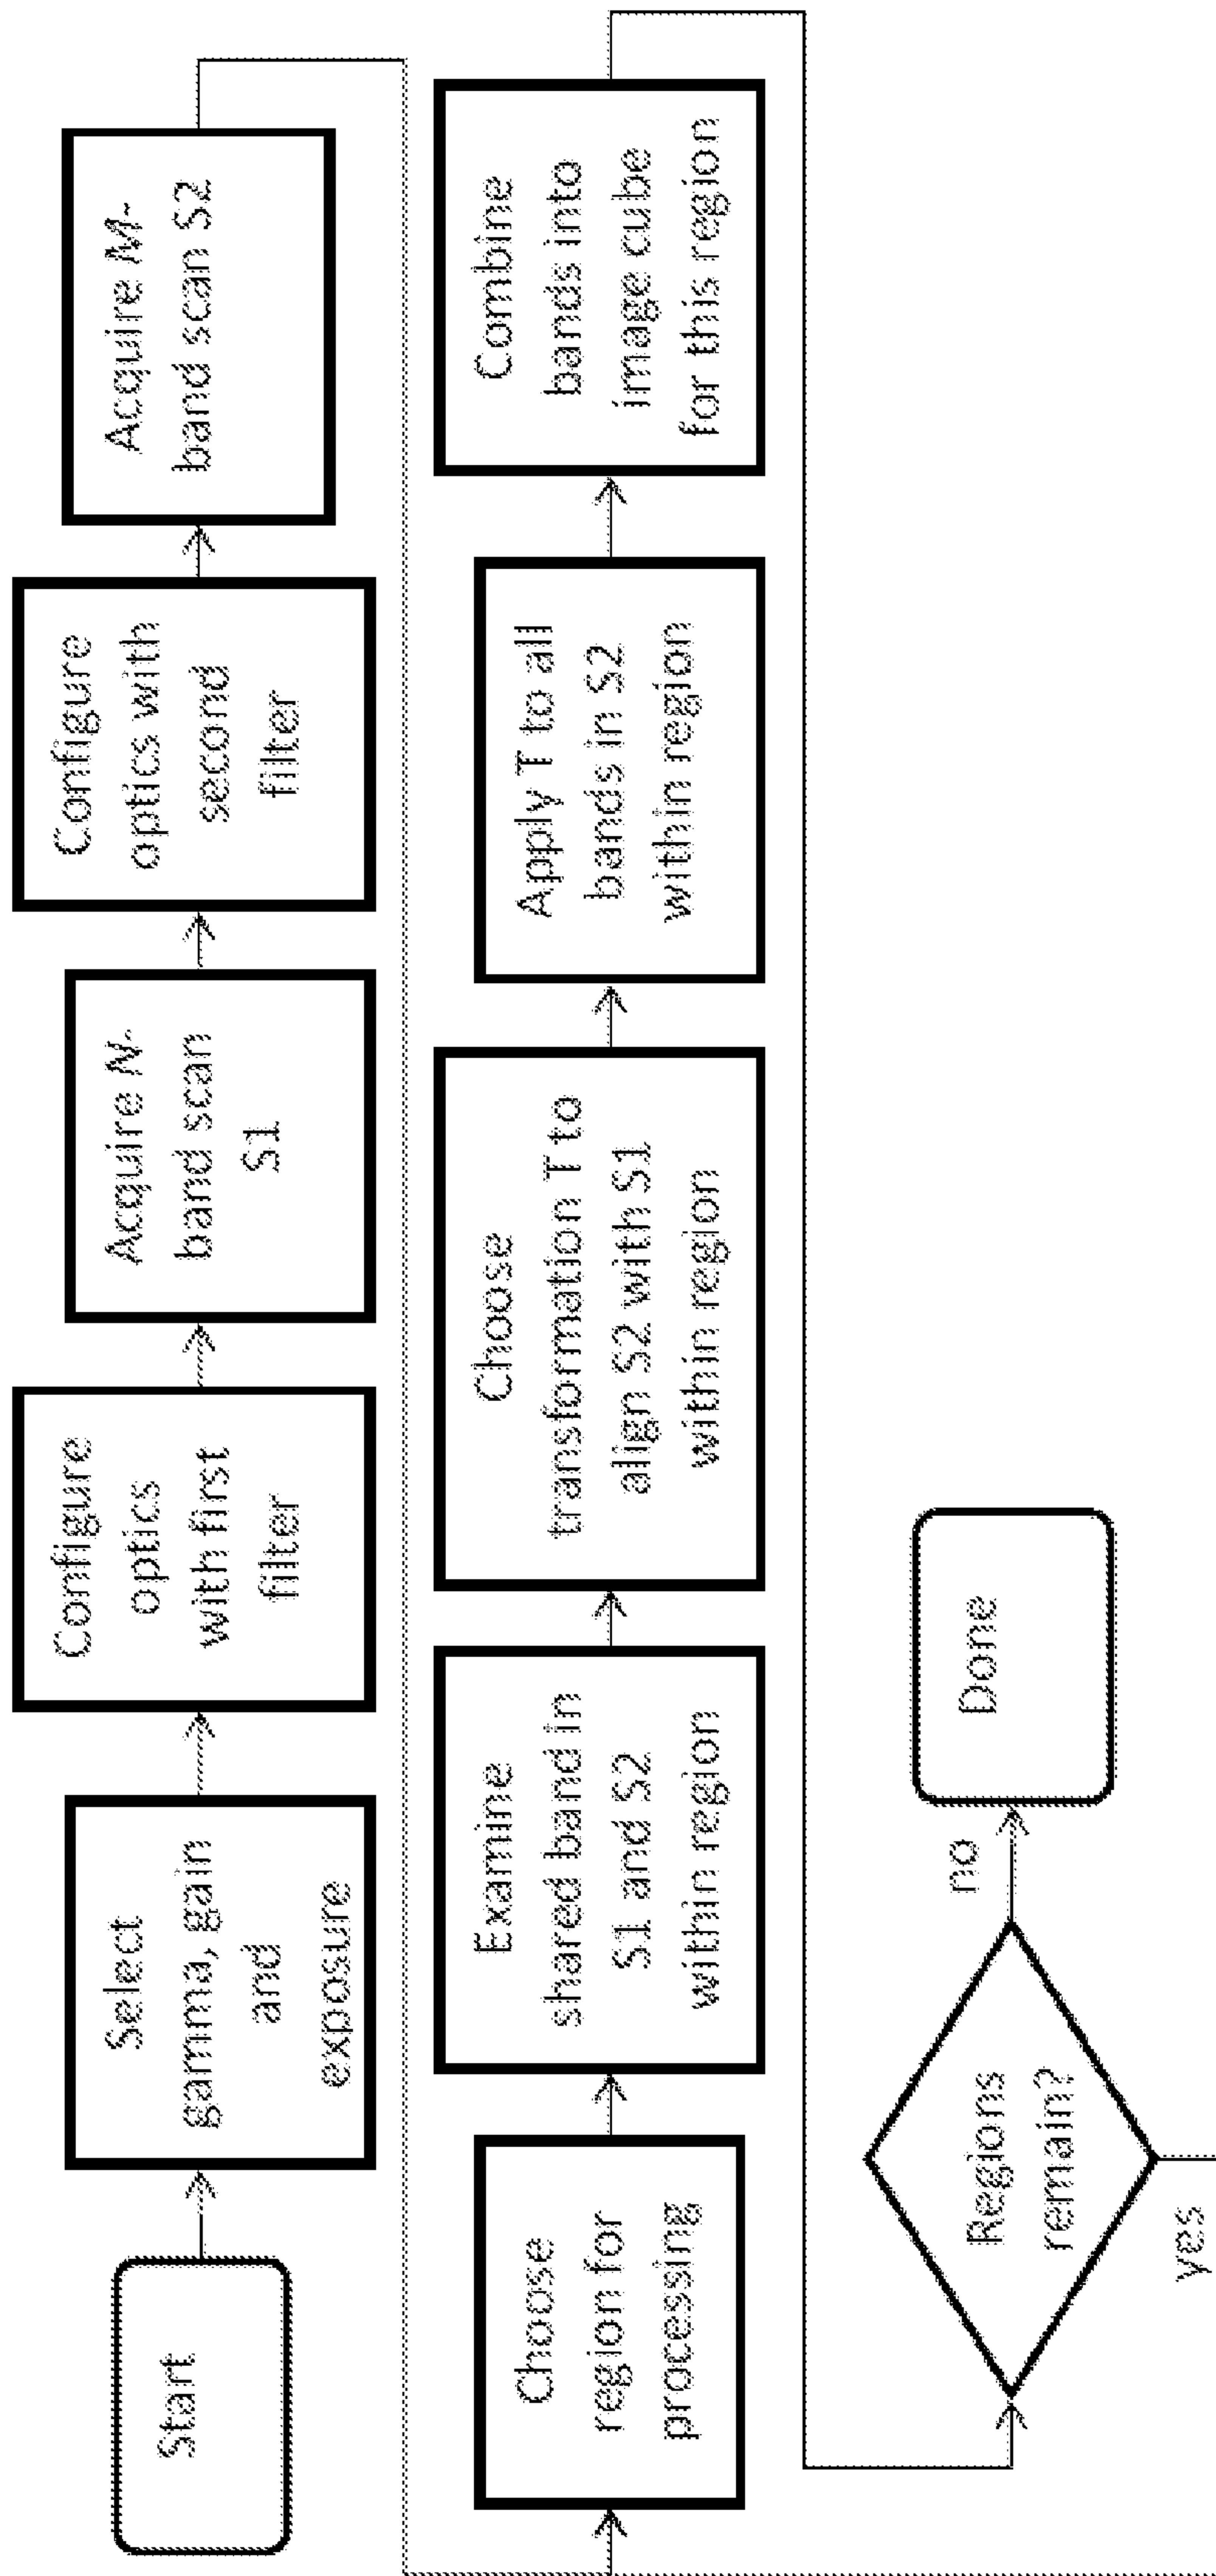 Start
Select
gamma, gain
and
exposure
Configure
optics
with first
filter
Acquire N-
band scan
S1
Configure
optics with
second
filter
Acquire M-
band scan S2
Choose
region for
processing
Examine
shared band in
S1 and S2
within region
Choose
transformation T to
align S2 with S1
within region
Apply T to all
bands in S2
within region
Combine
bands into
image cube
for this region
Regions
remain?
yes
no
Done